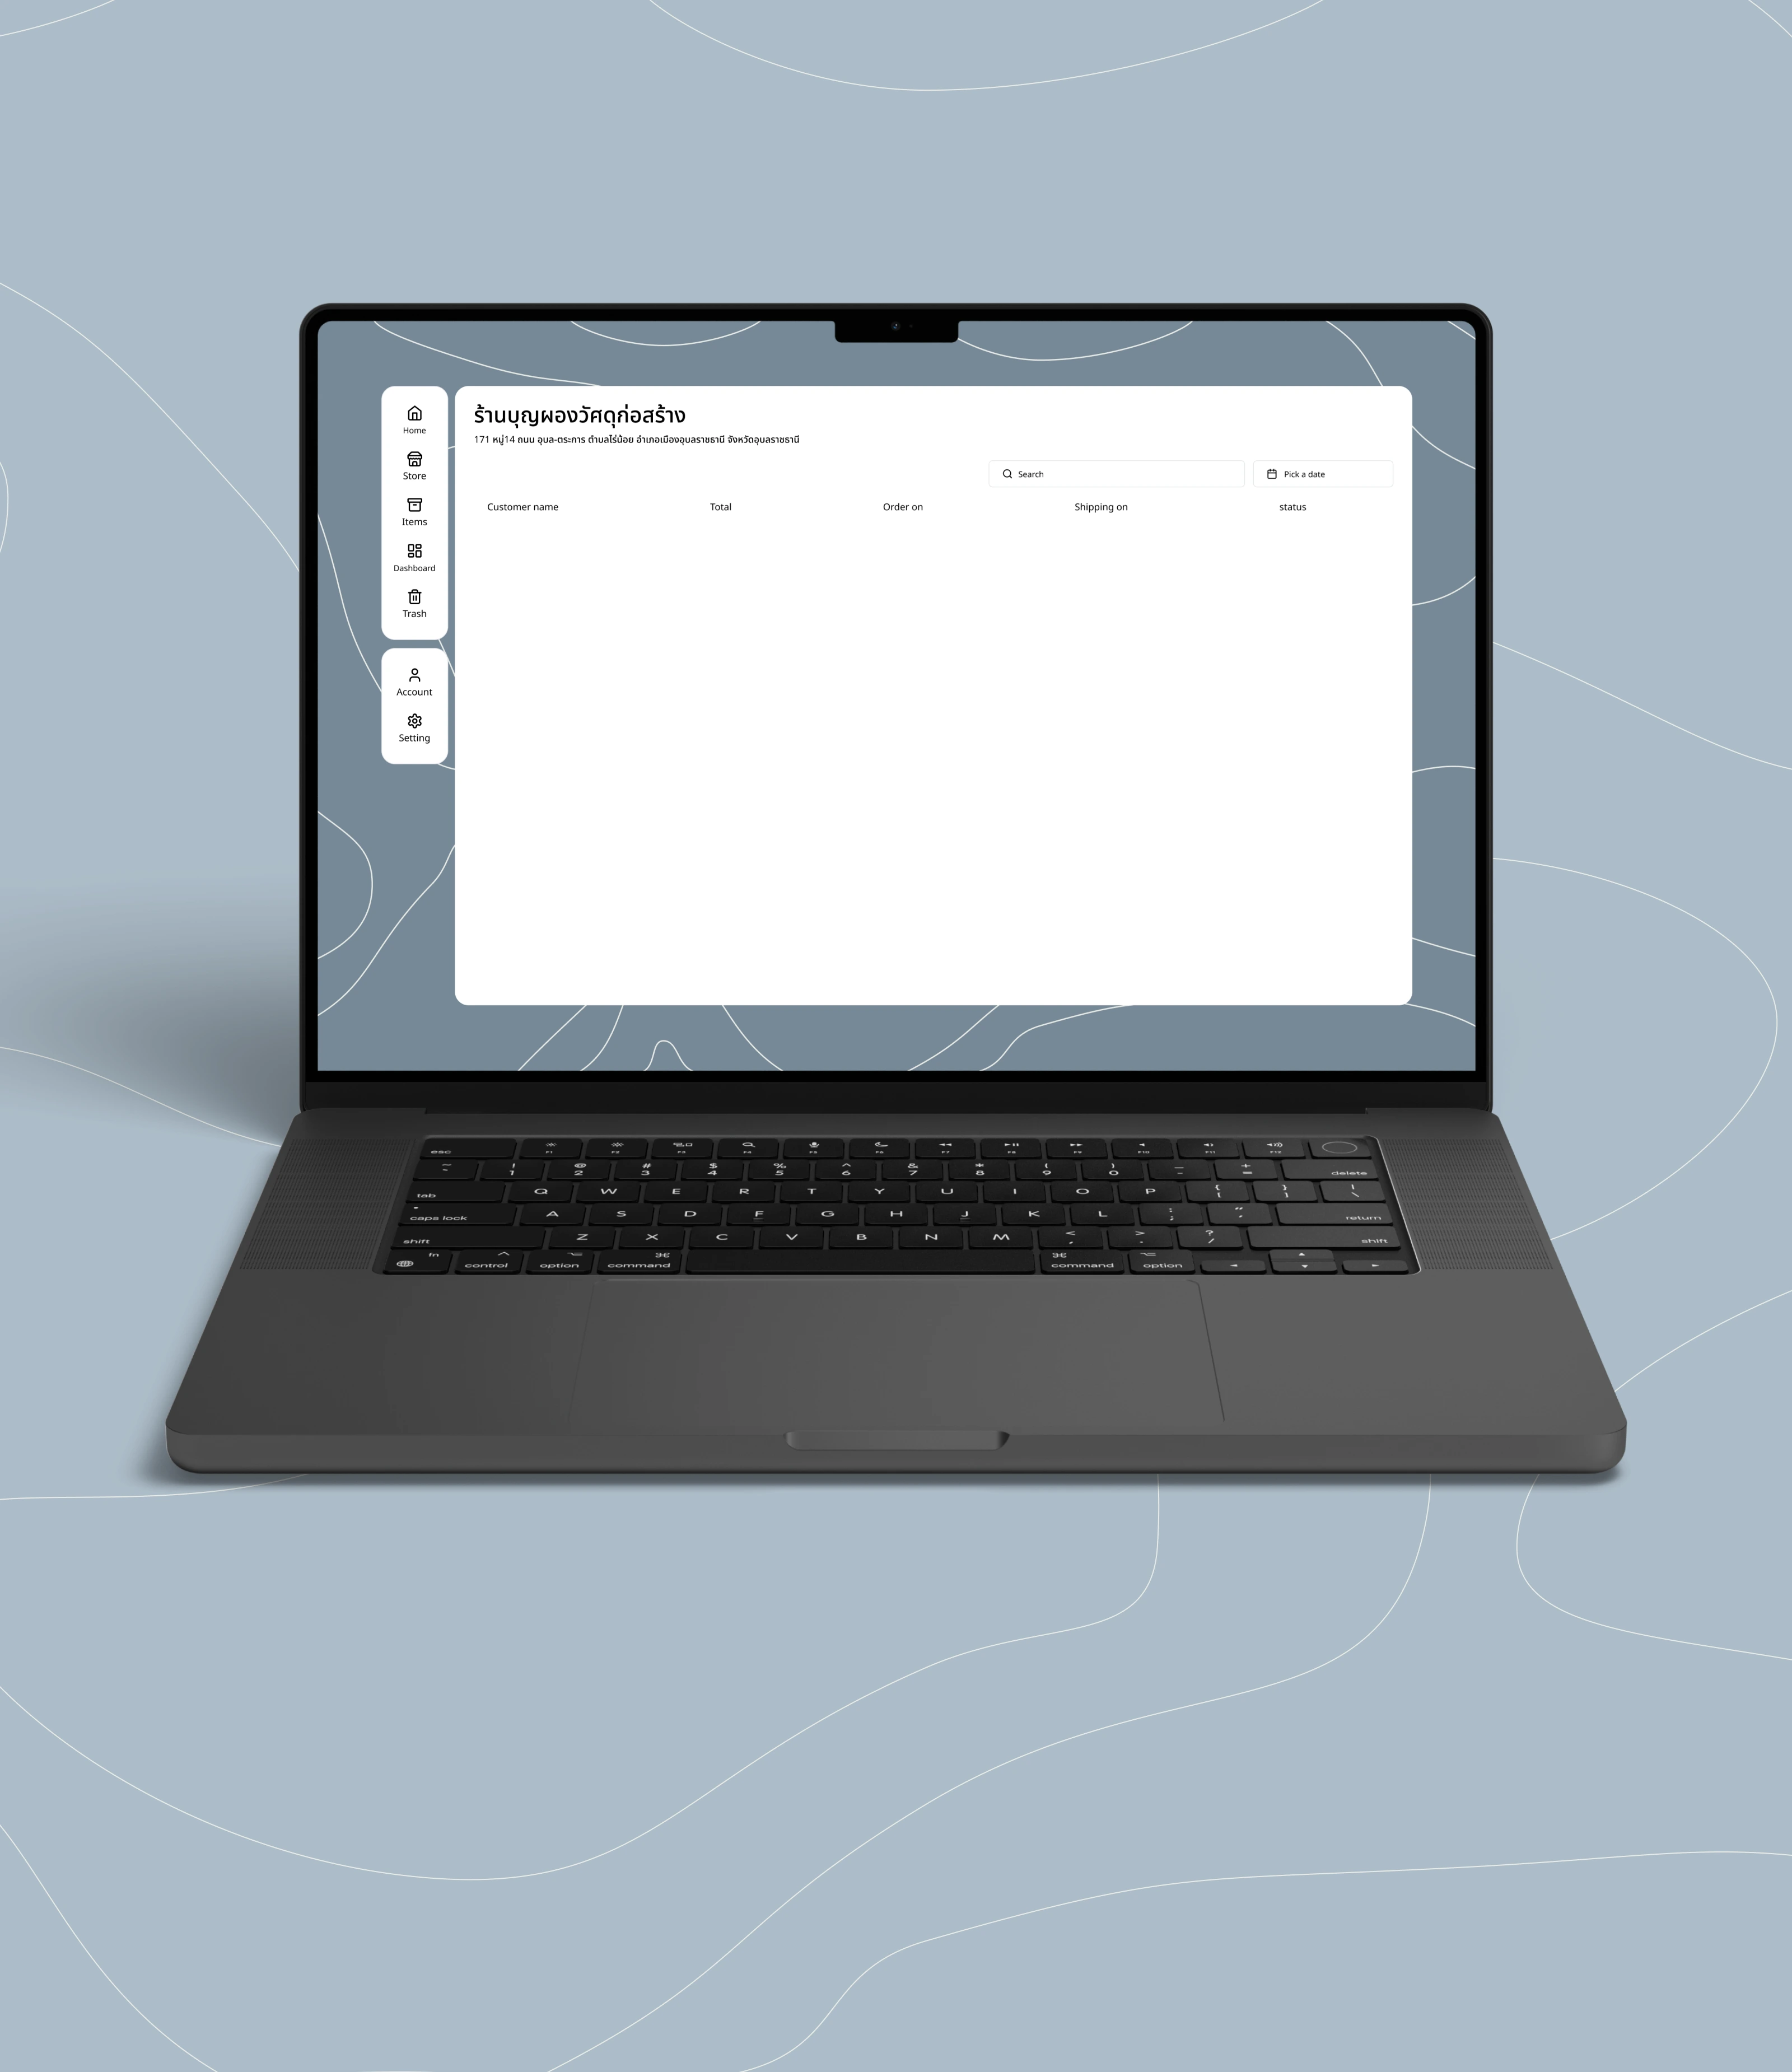 ร้านบุญผองวัศดุก่อสร้าง
171 หมู่14 ถนน อุบล-ตระการ ตำบลไร่น้อย อำเภอเมืองอุบลราชธานี จังหวัดอุบลราชธานี
Search
Pick a date
Customer name Total Order on Shipping on status
Home
Store
Items
Dashboard
Trash
Account
Setting
esc F1 F2 F3 F4 F5 F6 F7 F8 F9 F10 F11 F12
~ ! @ # $ % ^ & * ( ) _ +
1 2 3 4 5 6 7 8 9 0 - = delete
tab Q W E R T Y U I O P { [ } ] | \
caps lock A S D F G H J K L : ; " ' return
shift Z X C V B N M < , > . ? / shift
fn control option ⌘ command ⌘ command option